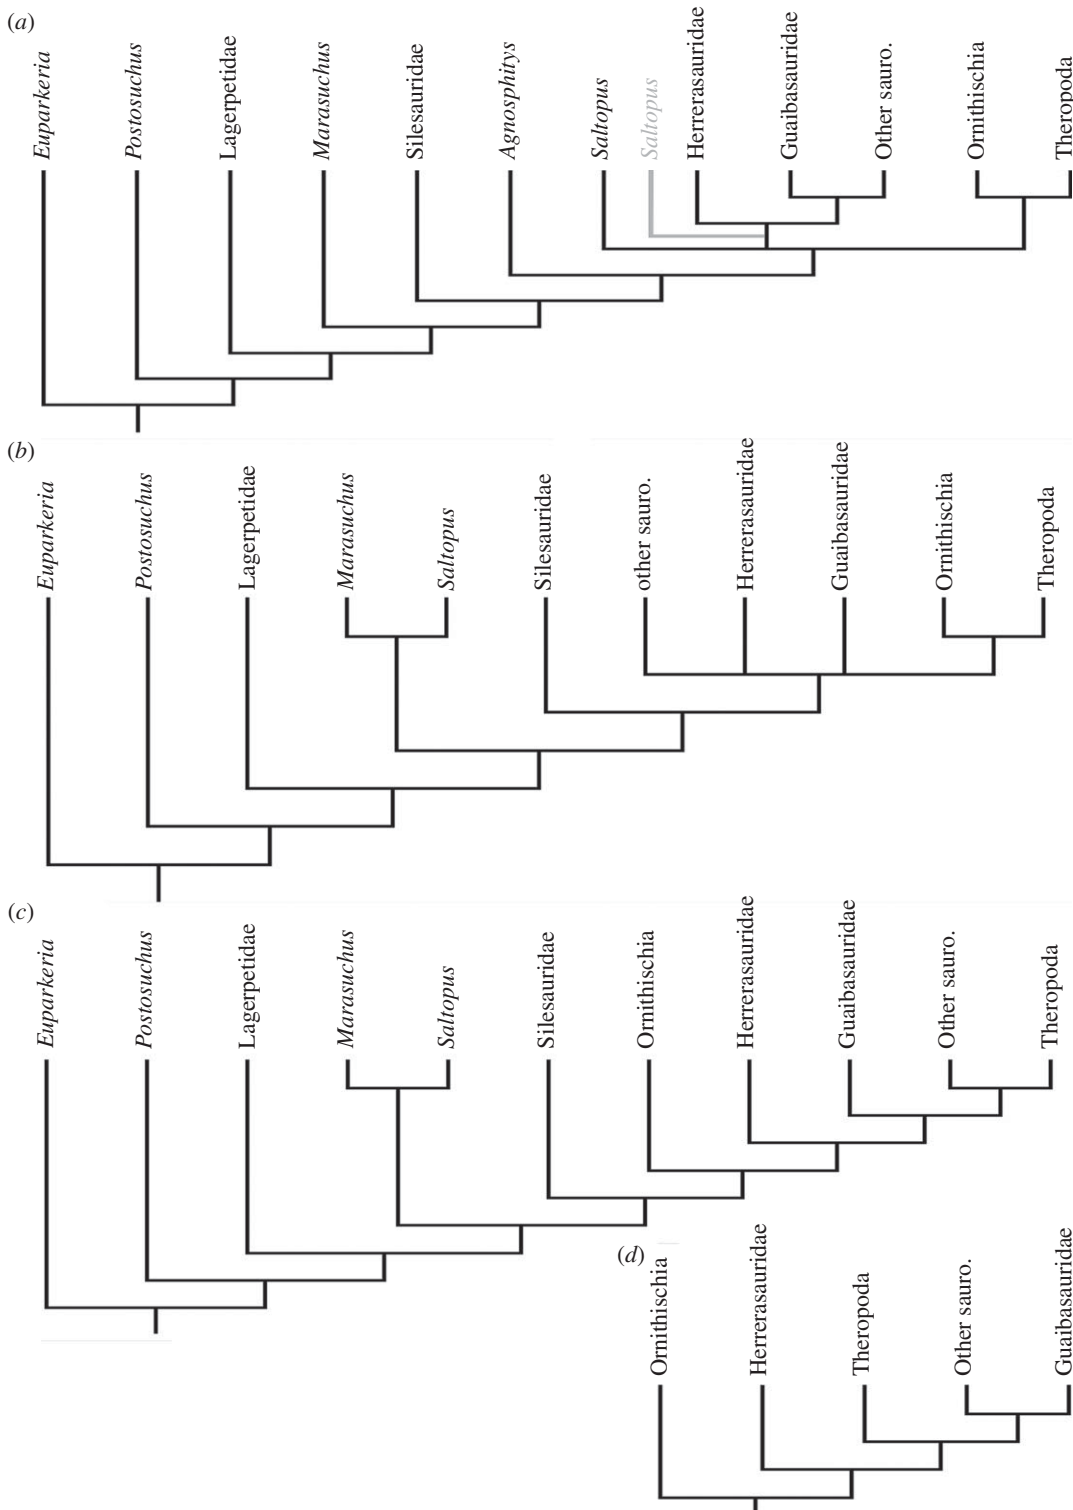 (a)
Euparkeria
Postosuchus
Lagerpetidae
Marasuchus
Silesauridae
Agnosphitys
Saltopus
Saltopus
Herrerasauridae
Guaibasauridae
Other sauro.
Ornithischia
Theropoda
(b)
Euparkeria
Postosuchus
Lagerpetidae
Marasuchus
Saltopus
Silesauridae
other sauro.
Herrerasauridae
Guaibasauridae
Ornithischia
Theropoda
(c)
Euparkeria
Postosuchus
Lagerpetidae
Marasuchus
Saltopus
Silesauridae
Ornithischia
Herrerasauridae
Guaibasauridae
Other sauro.
Theropoda
(d)
Ornithischia
Herrerasauridae
Theropoda
Other sauro.
Guaibasauridae